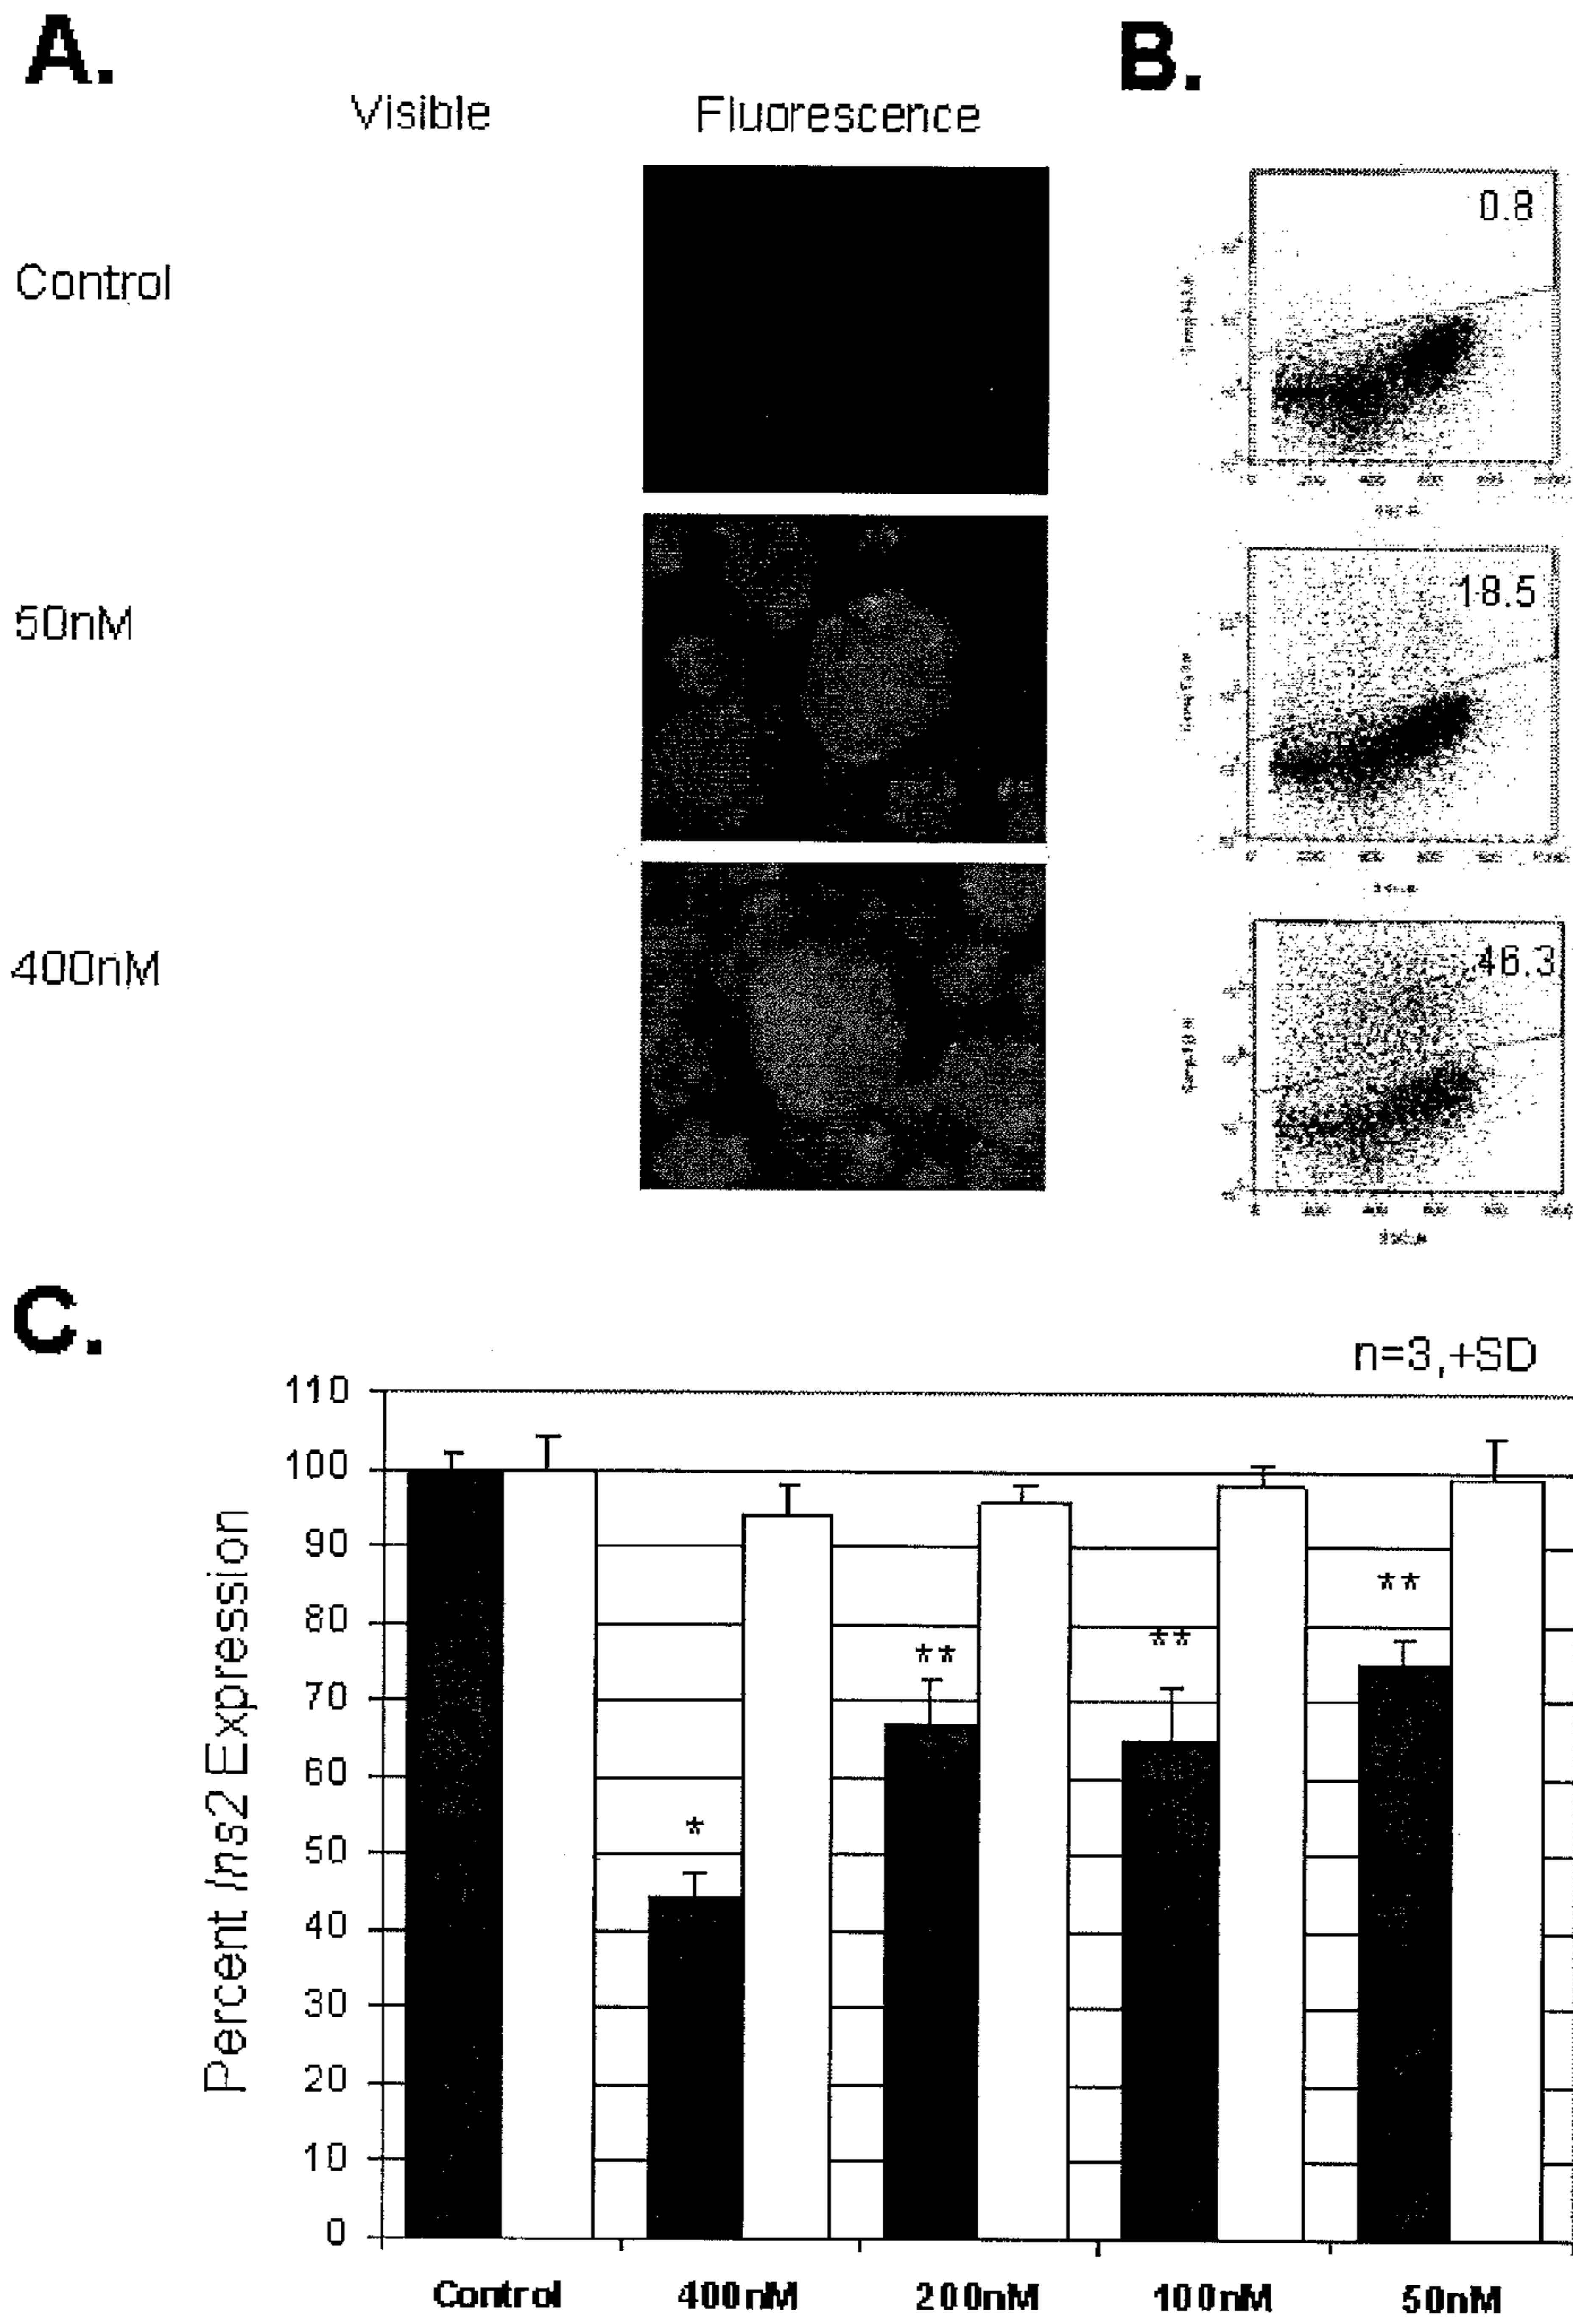 A.
B.
Visible
Fluorescence
Control
0.8
50nM
18.5
400nM
46.3
C.
n=3,+SD
110
100
90
80
70
60
50
40
30
20
10
0
Percent Ins2 Expression
*
**
**
**
Control
400nM
200nM
100nM
50nM